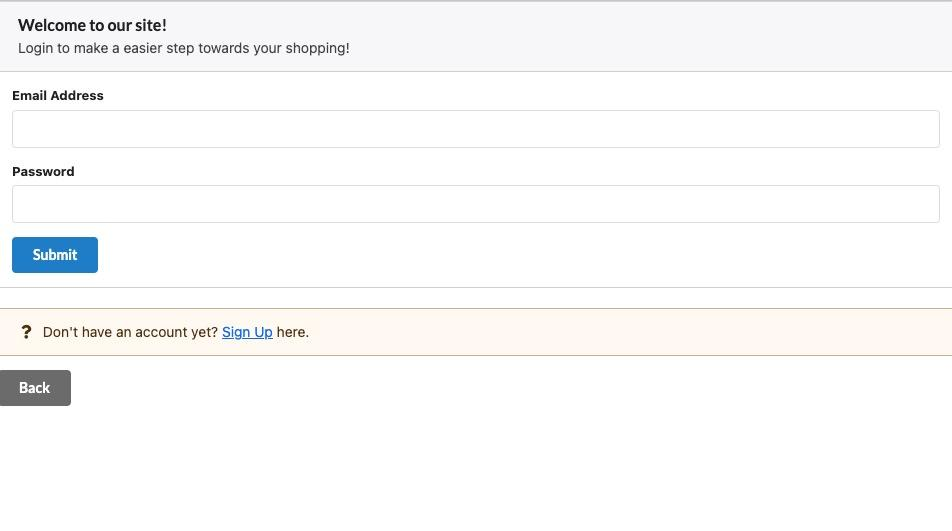 Welcome to our site!
Login to make a easier step towards your shopping!
Email Address
Password
Submit
? Don't have an account yet? Sign Up here.
Back